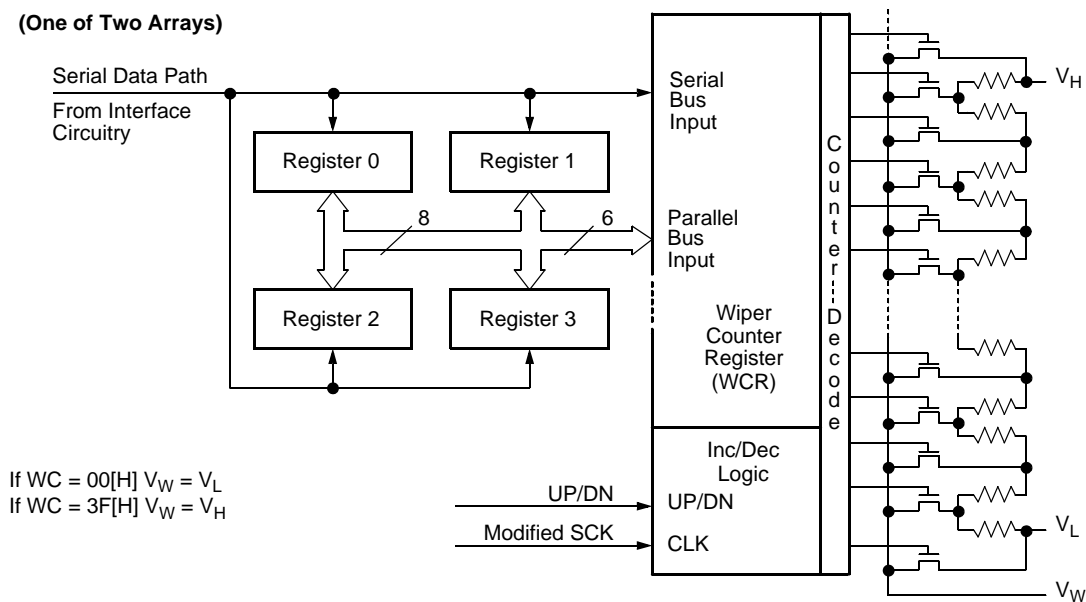 (One of Two Arrays)
Serial Data Path
From Interface
Circuitry
Register 0
Register 1
8
6
Register 2
Register 3
Serial
Bus
Input
Parallel
Bus
Input
Wiper
Counter
Register
(WCR)
Inc/Dec
Logic
UP/DN
UP/DN
Modified SCK
CLK
Counter Decode
V_H
V_L
V_W
If WC = 00[H] V_W = V_L
If WC = 3F[H] V_W = V_H